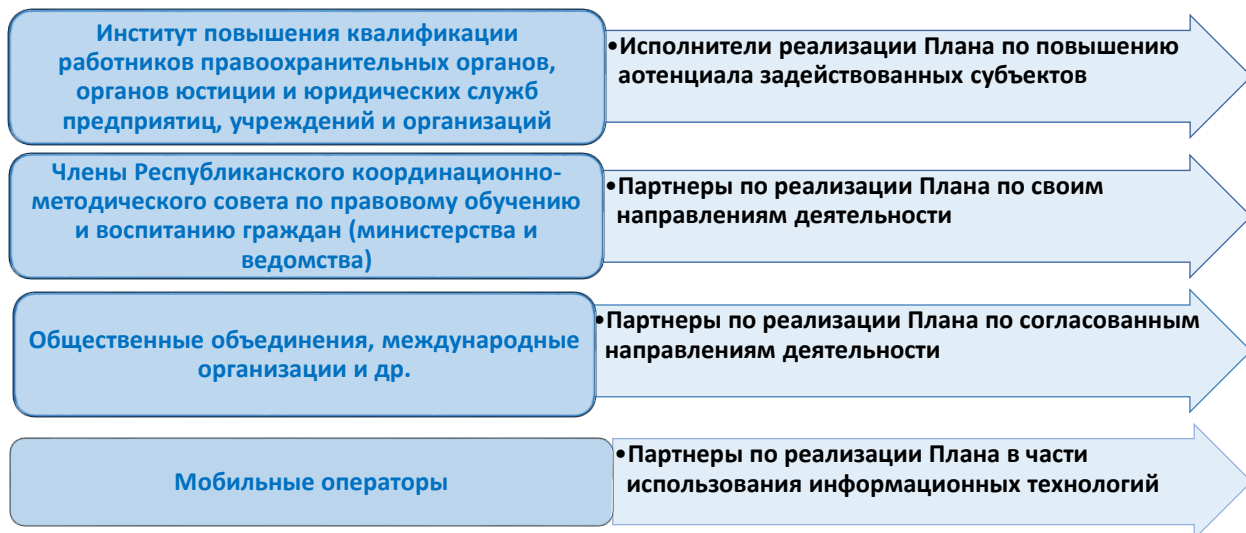 Институт повышения квалификации
работников правоохранительных органов,
органов юстиции и юридических служб
предприятиц, учреждений и организаций
•Исполнители реализации Плана по повышению
аотенциала задействованных субъектов
Члены Республиканского координационно-
методического совета по правовому обучению
и воспитанию граждан (министерства и
ведомства)
•Партнеры по реализации Плана по своим
направлениям деятельности
Общественные объединения, международные
организации и др.
•Партнеры по реализации Плана по согласованным
направлениям деятельности
Мобильные операторы
•Партнеры по реализации Плана в части
использования информационных технологий